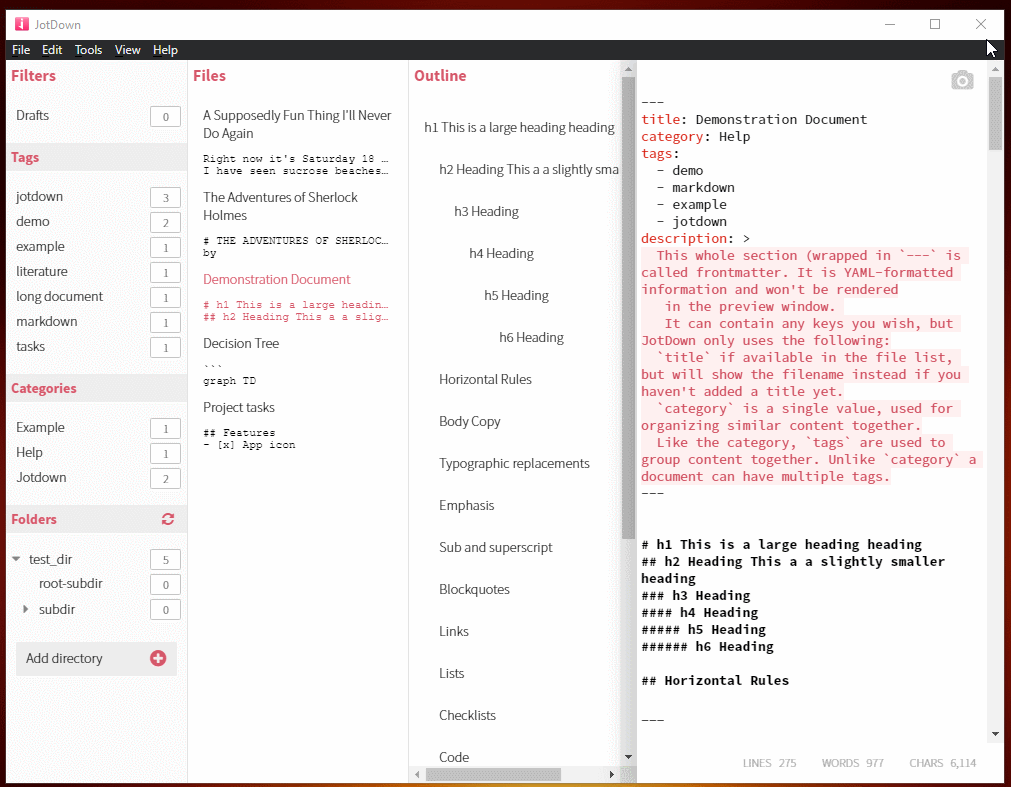 JotDown
File Edit Tools View Help
Filters
Drafts 0
Tags
jotdown 3
demo 2
example 1
literature 1
long document 1
markdown 1
tasks 1
Categories
Example 1
Help 1
Jotdown 2
Folders
test_dir 5
root-subdir 0
subdir 0
Add directory
Files
A Supposedly Fun Thing I'll Never
Do Again
Right now it's Saturday 18 …
I have seen sucrose beaches…
The Adventures of Sherlock
Holmes
# THE ADVENTURES OF SHERLOC…
by
Demonstration Document
# h1 This is a large headin…
## h2 Heading This a a slig…
Decision Tree
```
graph TD
Project tasks
## Features
- [x] App icon
Outline
h1 This is a large heading heading
h2 Heading This a a slightly sma
h3 Heading
h4 Heading
h5 Heading
h6 Heading
Horizontal Rules
Body Copy
Typographic replacements
Emphasis
Sub and superscript
Blockquotes
Links
Lists
Checklists
Code
---
title: Demonstration Document
category: Help
tags:
- demo
- markdown
- example
- jotdown
description: >
This whole section (wrapped in `---` is
called frontmatter. It is YAML-formatted
information and won't be rendered
in the preview window.
It can contain any keys you wish, but
JotDown only uses the following:
`title` if available in the file list,
but will show the filename instead if you
haven't added a title yet.
`category` is a single value, used for
organizing similar content together.
Like the category, `tags` are used to
group content together. Unlike `category` a
document can have multiple tags.
---
# h1 This is a large heading heading
## h2 Heading This a a slightly smaller
heading
### h3 Heading
#### h4 Heading
##### h5 Heading
###### h6 Heading
## Horizontal Rules
___
LINES 275 WORDS 977 CHARS 6,114